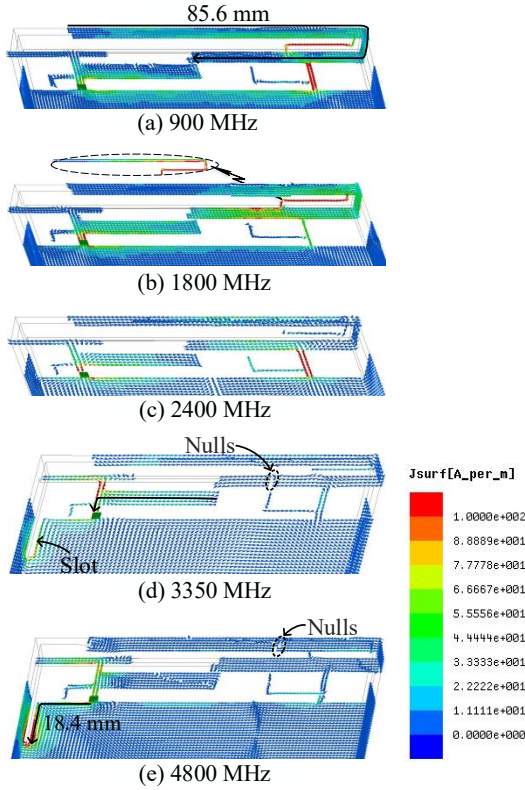 85.6 mm
(a) 900 MHz
(b) 1800 MHz
(c) 2400 MHz
Nulls
Slot
(d) 3350 MHz
Jsurf[A_per_m]
1.0000e+002
8.8889e+001
7.7778e+001
6.6667e+001
5.5556e+001
4.4444e+001
3.3333e+001
2.2222e+001
1.1111e+001
0.0000e+000
Nulls
18.4 mm
(e) 4800 MHz